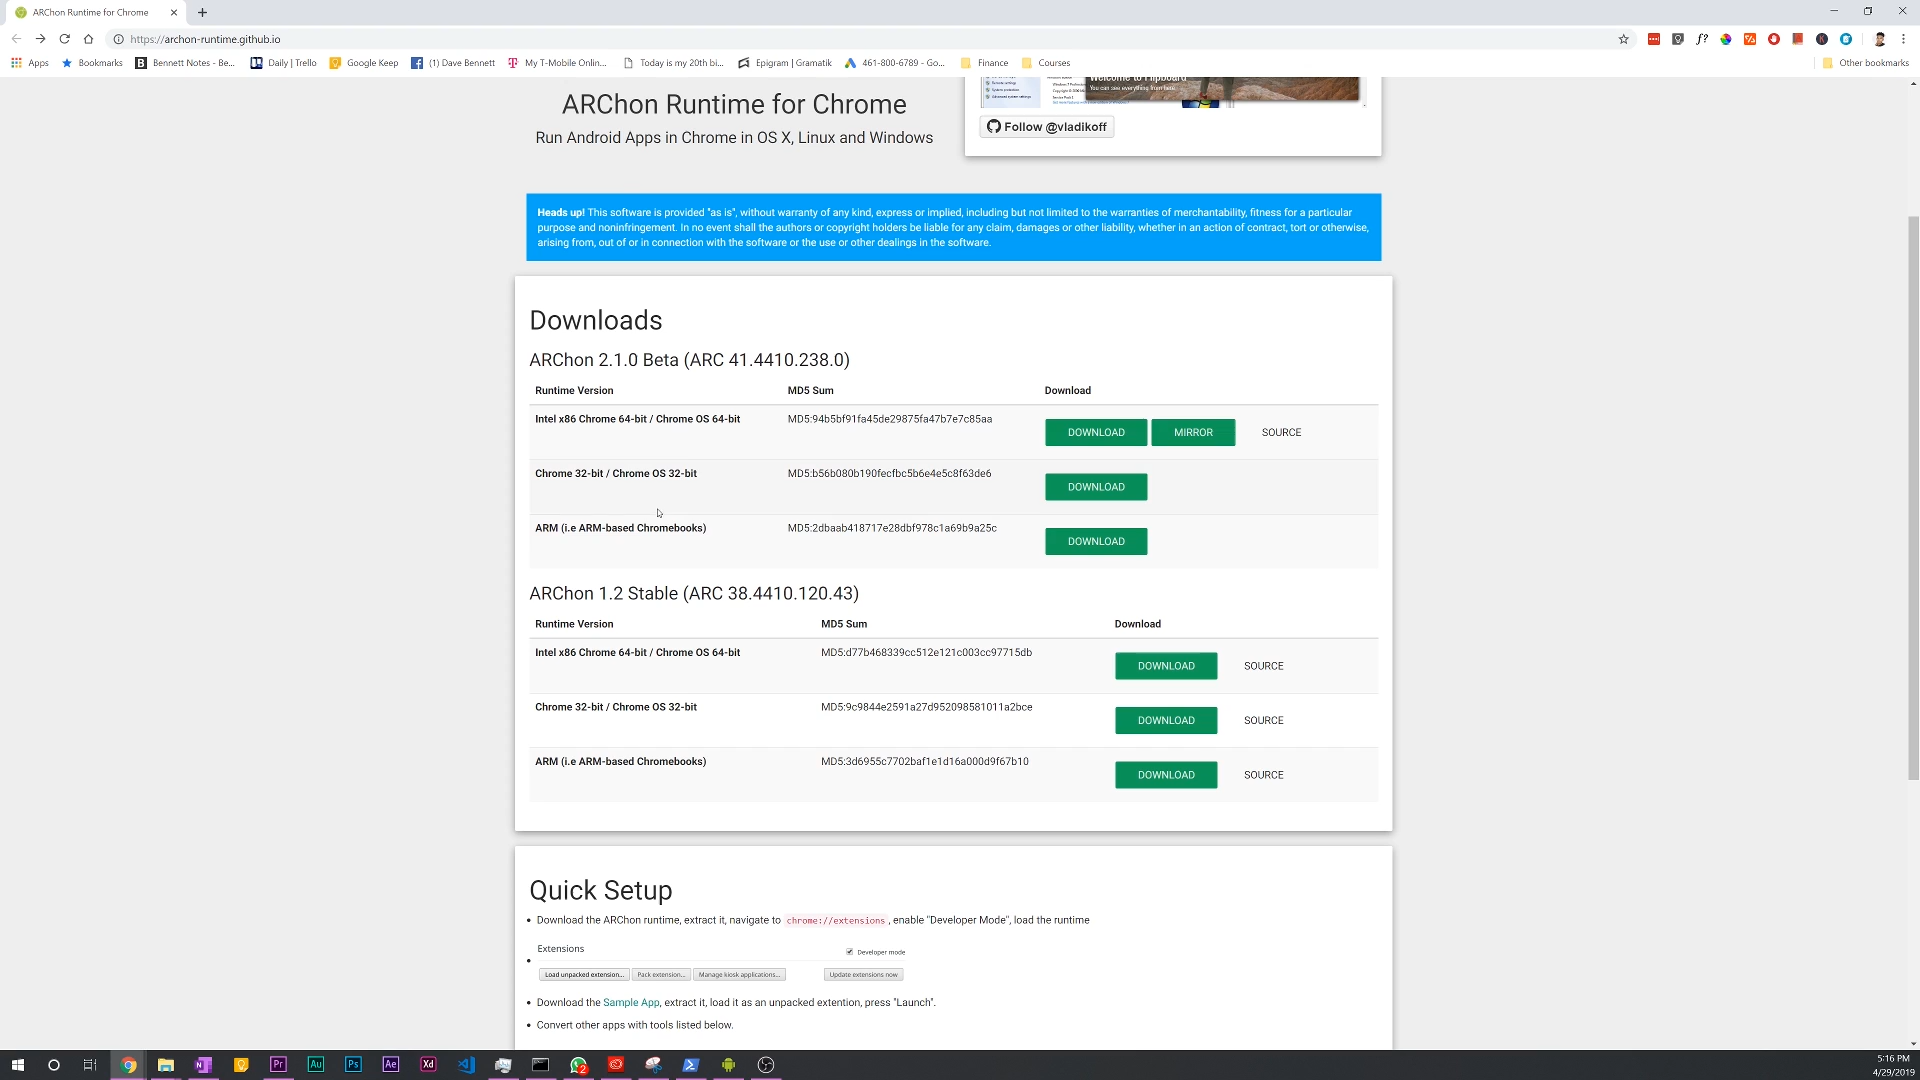 ARChon Runtime for Chrome
https://archon-runtime.github.io
Apps
Bookmarks
Bennett Notes - Be...
Daily | Trello
Google Keep
(1) Dave Bennett
My T-Mobile Onlin...
Today is my 20th bi...
Epigram | Gramatik
461-800-6789 - Go...
Finance
Courses
Other bookmarks
ARChon Runtime for Chrome
Run Android Apps in Chrome in OS X, Linux and Windows
Welcome to Flipboard
You can see everything from here.
Follow @vladikoff
Heads up! This software is provided "as is", without warranty of any kind, express or implied, including but not limited to the warranties of merchantability, fitness for a particular
purpose and noninfringement. In no event shall the authors or copyright holders be liable for any claim, damages or other liability, whether in an action of contract, tort or otherwise,
arising from, out of or in connection with the software or the use or other dealings in the software.
Downloads
ARChon 2.1.0 Beta (ARC 41.4410.238.0)
Runtime Version MD5 Sum Download
Intel x86 Chrome 64-bit / Chrome OS 64-bit MD5:94b5bf91fa45de29875fa47b7e7c85aa DOWNLOAD MIRROR SOURCE
Chrome 32-bit / Chrome OS 32-bit MD5:b56b080b190fecfbc5b6e4e5c8f63de6 DOWNLOAD
ARM (i.e ARM-based Chromebooks) MD5:2dbaab418717e28dbf978c1a69b9a25c DOWNLOAD
ARChon 1.2 Stable (ARC 38.4410.120.43)
Runtime Version MD5 Sum Download
Intel x86 Chrome 64-bit / Chrome OS 64-bit MD5:d77b468339cc512e121c003cc97715db DOWNLOAD SOURCE
Chrome 32-bit / Chrome OS 32-bit MD5:9c9844e2591a27d952098581011a2bce DOWNLOAD SOURCE
ARM (i.e ARM-based Chromebooks) MD5:3d6955c7702baf1e1d16a000d9f67b10 DOWNLOAD SOURCE
Quick Setup
Download the ARChon runtime, extract it, navigate to chrome://extensions, enable "Developer Mode", load the runtime
Extensions Developer mode
Load unpacked extension... Pack extension... Manage kiosk applications... Update extensions now
Download the Sample App, extract it, load it as an unpacked extention, press "Launch".
Convert other apps with tools listed below.
5:16 PM
4/29/2019